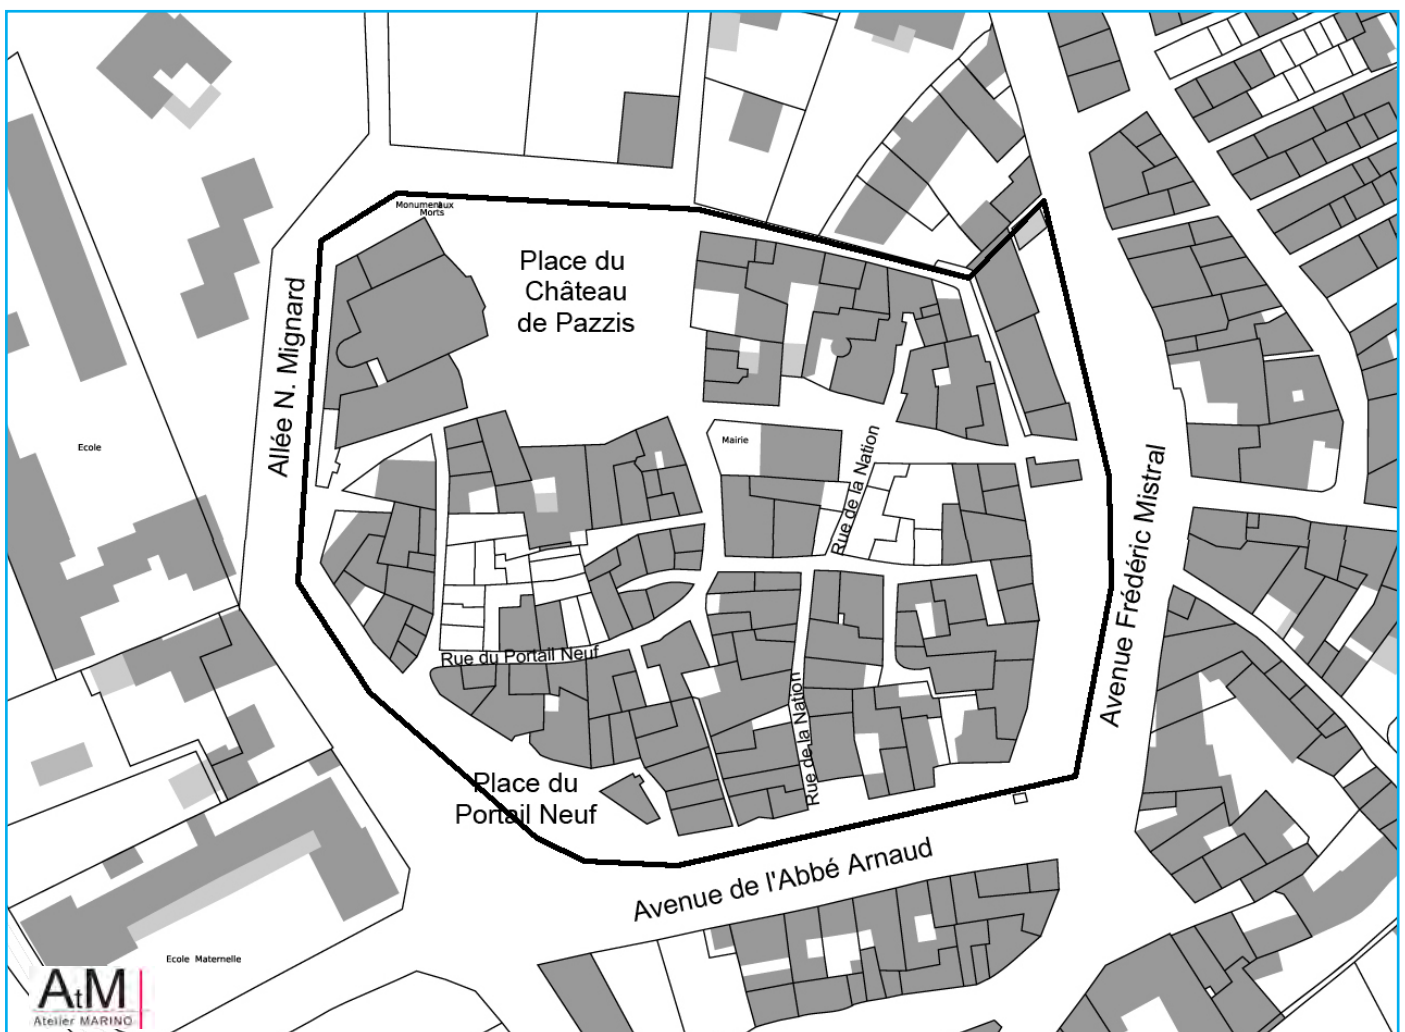 Monument aux
Morts
Place du
Château
de Pazzis
Allée N. Mignard
Ecole
Mairie
Rue de la Nation
Avenue Frédéric Mistral
Rue du Portail Neuf
Rue de la Nation
Place du
Portail Neuf
Avenue de l'Abbé Arnaud
Ecole Maternelle
AtM
Atelier MARINO